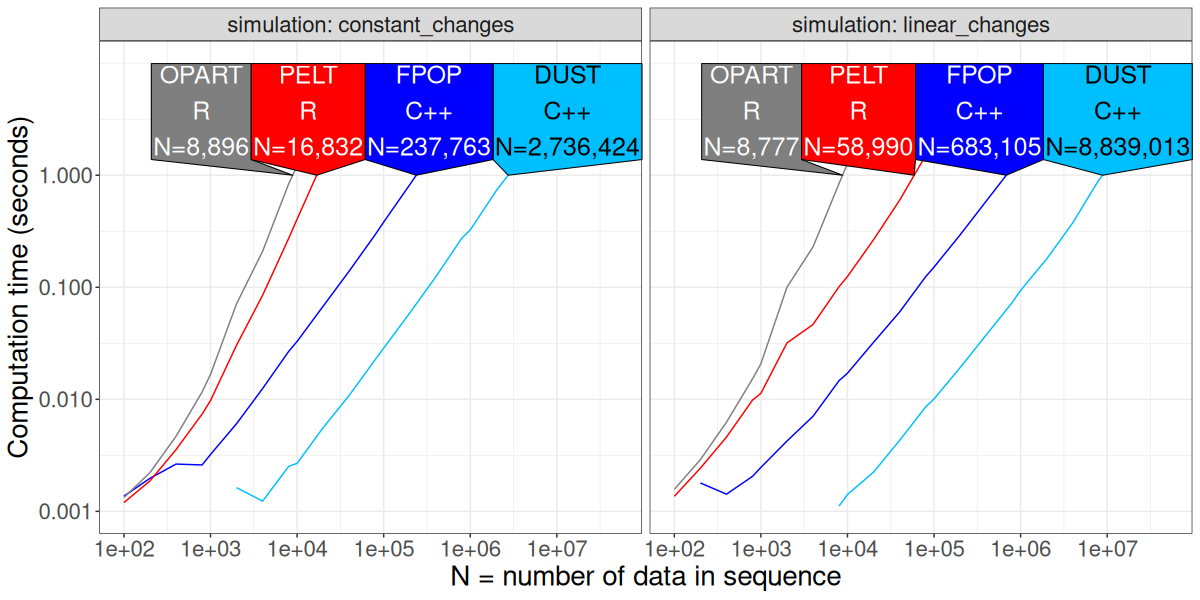 simulation: constant_changes
simulation: linear_changes
OPART
R
N=8,896
PELT
R
N=16,832
FPOP
C++
N=237,763
DUST
C++
N=2,736,424
OPART
R
N=8,777
PELT
R
N=58,990
FPOP
C++
N=683,105
DUST
C++
N=8,839,013
Computation time (seconds)
1.000
0.100
0.010
0.001
1e+02 1e+03 1e+04 1e+05 1e+06 1e+07
1e+02 1e+03 1e+04 1e+05 1e+06 1e+07
N = number of data in sequence